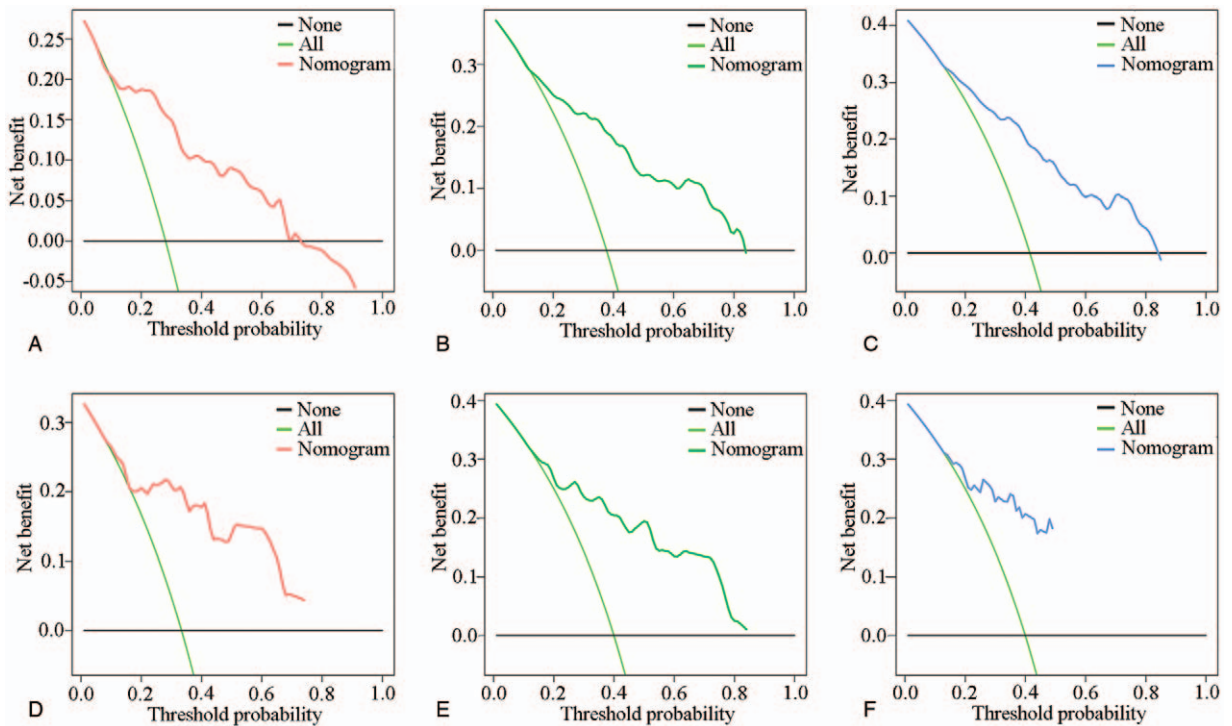 None
All
Nomogram
Net benefit
0.25
0.20
0.15
0.10
0.05
0.00
-0.05
0.0 0.2 0.4 0.6 0.8 1.0
Threshold probability
A
None
All
Nomogram
Net benefit
0.3
0.2
0.1
0.0
0.0 0.2 0.4 0.6 0.8 1.0
Threshold probability
B
None
All
Nomogram
Net benefit
0.4
0.3
0.2
0.1
0.0
0.0 0.2 0.4 0.6 0.8 1.0
Threshold probability
C
None
All
Nomogram
Net benefit
0.3
0.2
0.1
0.0
0.0 0.2 0.4 0.6 0.8 1.0
Threshold probability
D
None
All
Nomogram
Net benefit
0.4
0.3
0.2
0.1
0.0
0.0 0.2 0.4 0.6 0.8 1.0
Threshold probability
E
None
All
Nomogram
Net benefit
0.4
0.3
0.2
0.1
0.0
0.0 0.2 0.4 0.6 0.8 1.0
Threshold probability
F